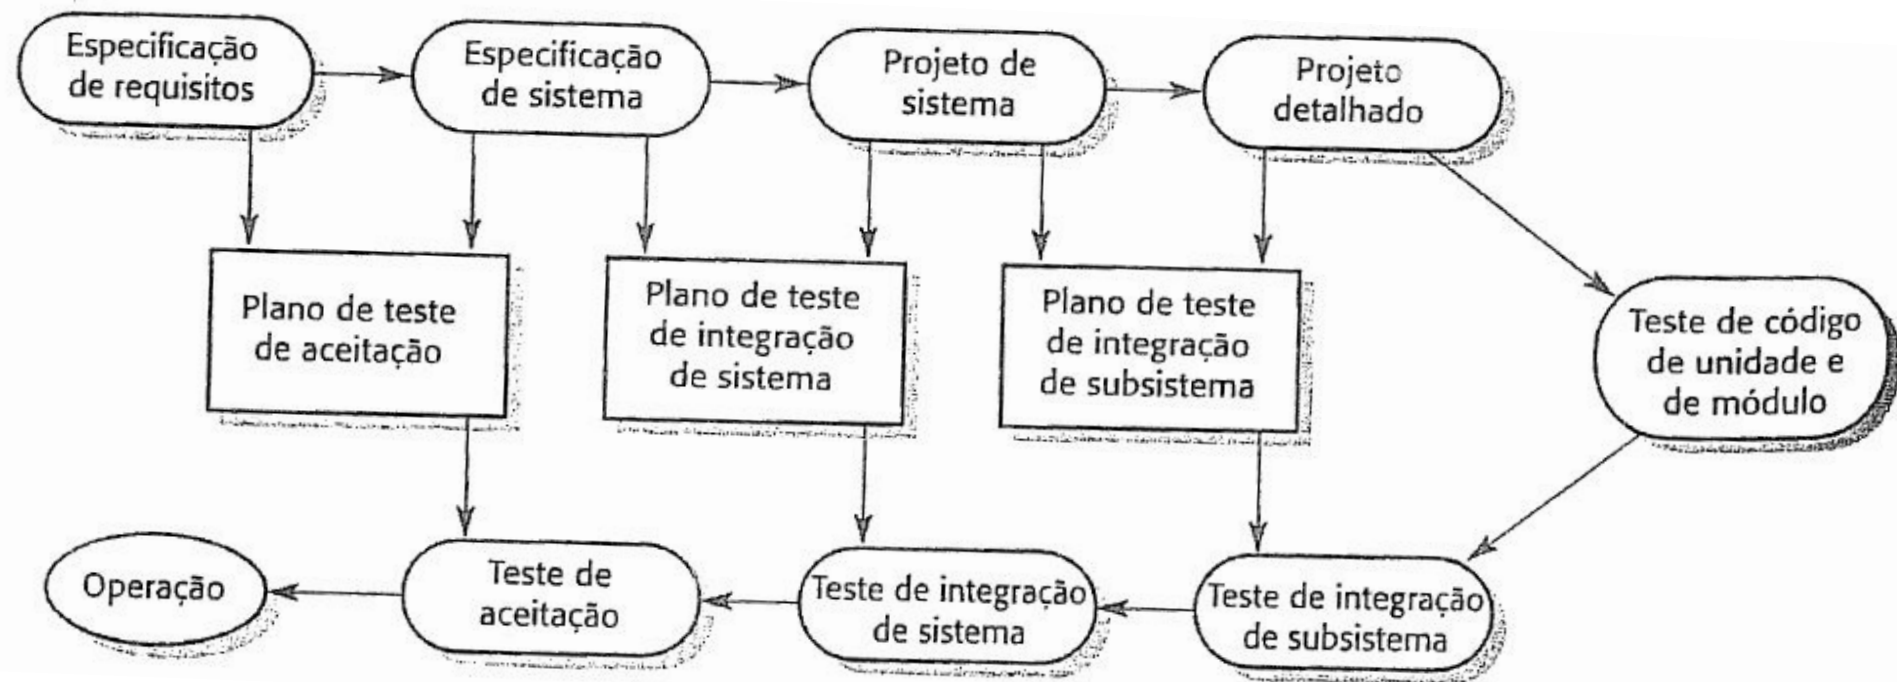 Especificação
de requisitos
Especificação
de sistema
Projeto de
sistema
Projeto
detalhado
Plano de teste
de aceitação
Plano de teste
de integração
de sistema
Plano de teste
de integração
de subsistema
Teste de código
de unidade e
de módulo
Operação
Teste de
aceitação
Teste de integração
de sistema
Teste de integração
de subsistema